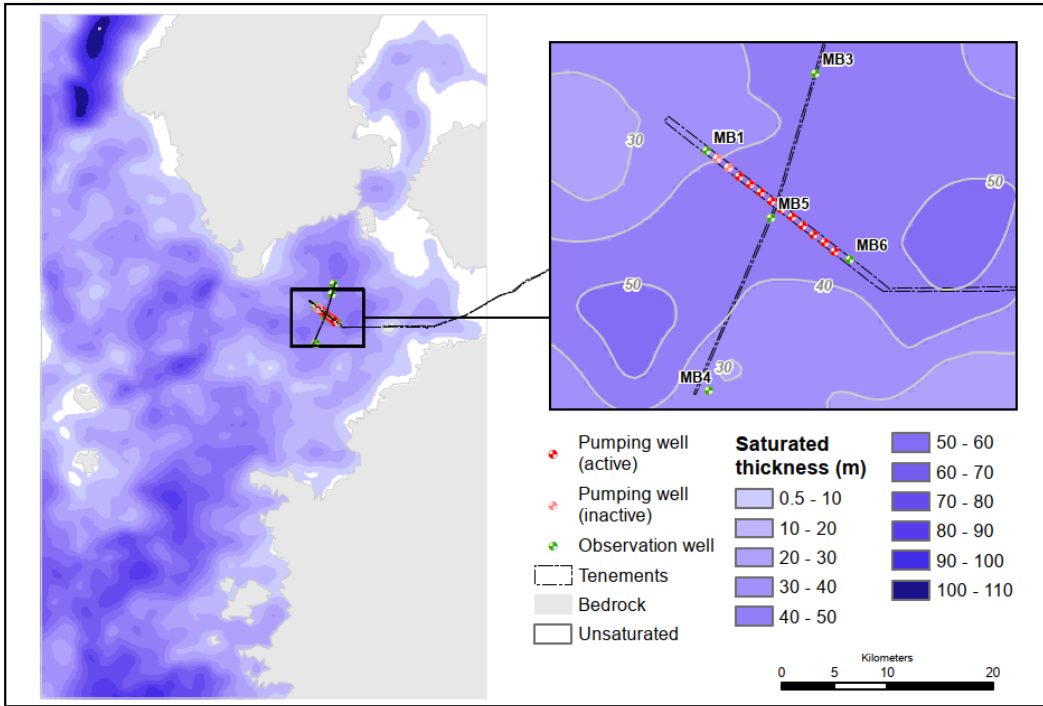 MB3
30
MB1
50
MB5
MB6
50
40
30
MB4
Pumping well
(active)
Pumping well
(inactive)
Observation well
Tenements
Bedrock
Unsaturated
Saturated
thickness (m)
0.5 - 10
10 - 20
20 - 30
30 - 40
40 - 50
50 - 60
60 - 70
70 - 80
80 - 90
90 - 100
100 - 110
Kilometers
0 5 10 20